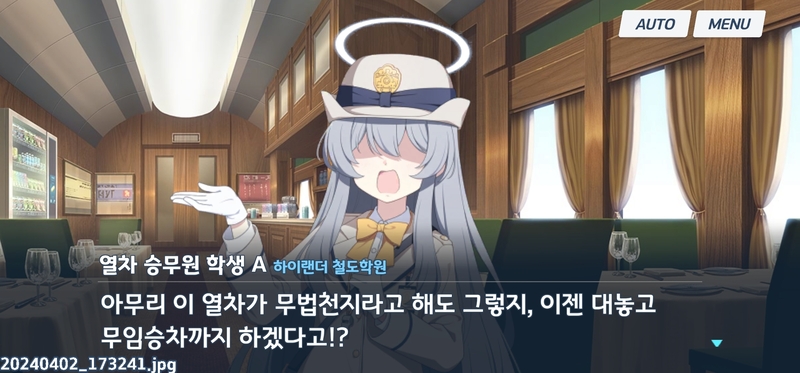 AUTO
MENU
열차 승무원 학생 A 하이랜더 철도학원
아무리 이 열차가 무법천지라고 해도 그렇지, 이젠 대놓고
무임승차까지 하겠다고!?
20240402_173241.jpg